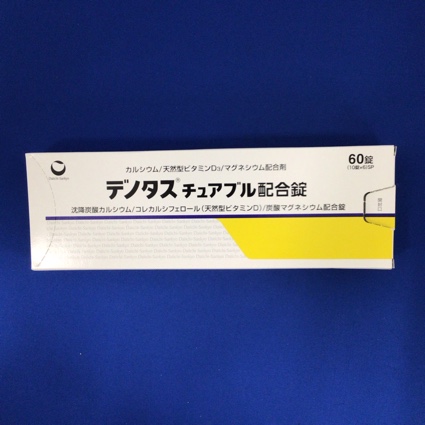 カルシウム/天然型ビタミンD₃/マグネシウム配合剤
デノタス®チュアブル配合錠
60錠
(10錠×6)SP
沈降炭酸カルシウム/コレカルシフェロール(天然型ビタミンD)/炭酸マグネシウム配合錠